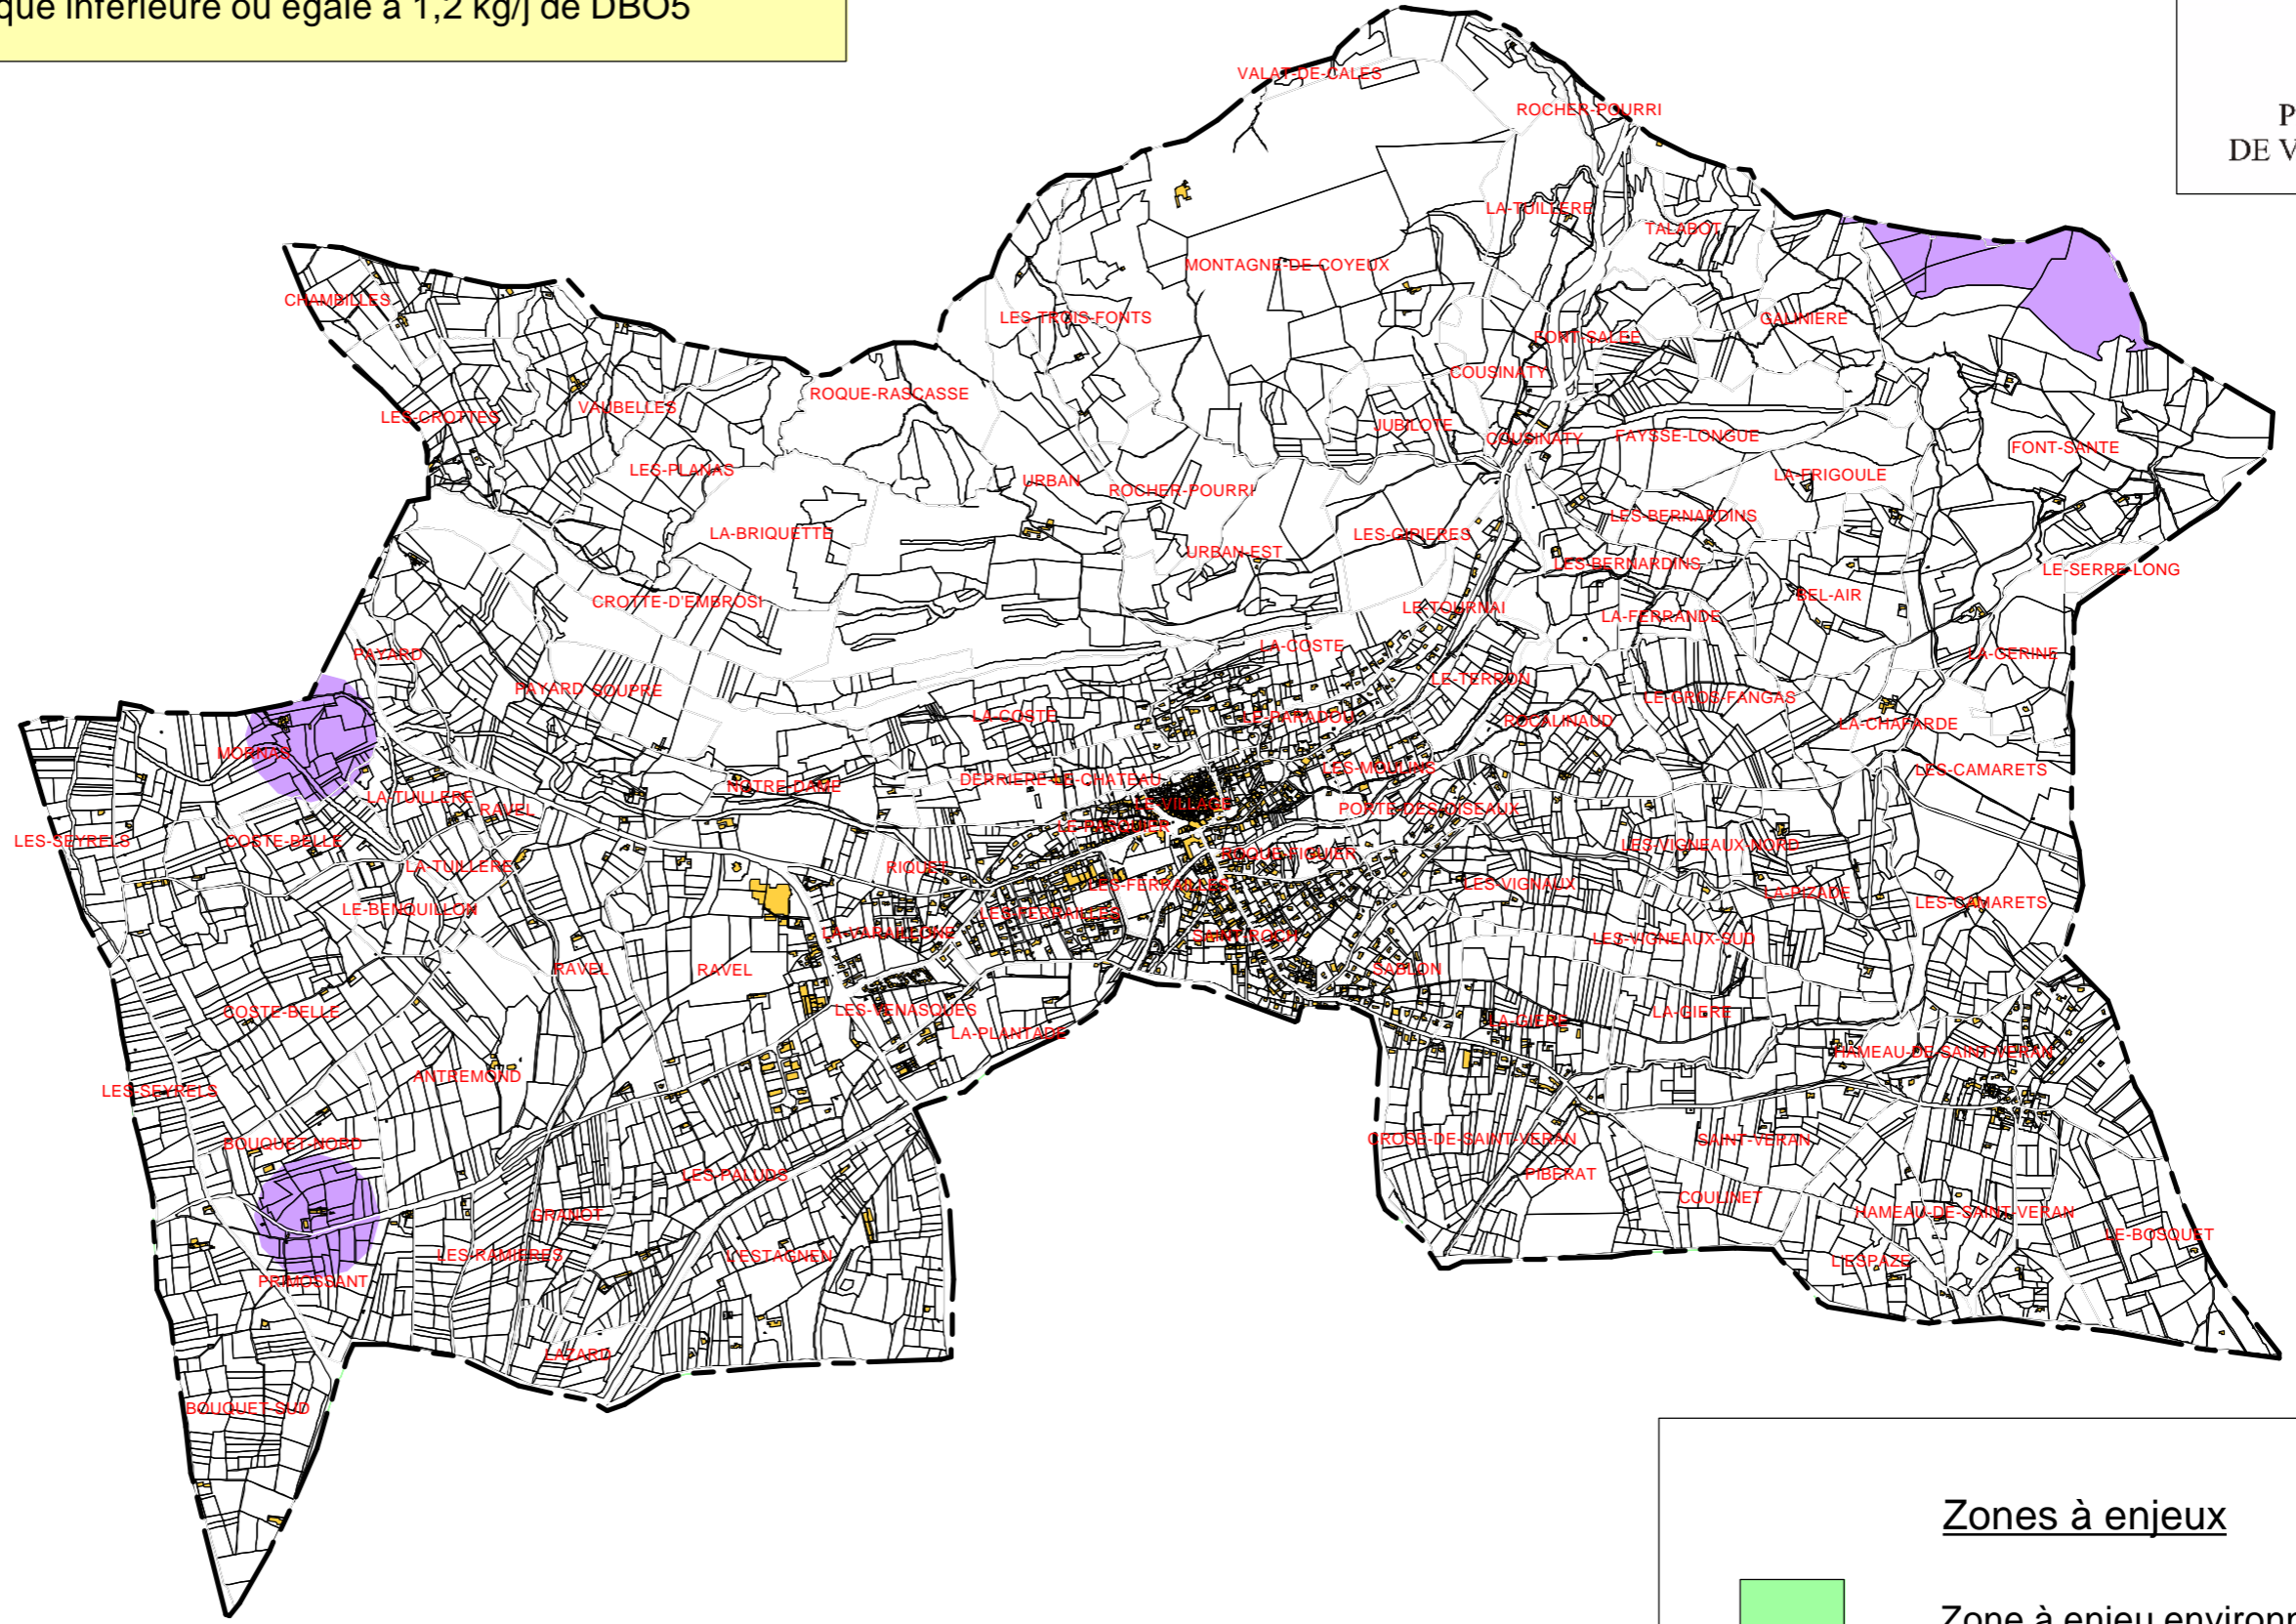 que inférieure ou égale à 1,2 kg/j de DBO5
P
DE V
VALAT-DE-CALES
ROCHER-POURRI
LA-TUILLERE
TALABOT
MONTAGNE-DE-COYEUX
CHAMBILLES
LES-TROIS-FONTS
GALINIERE
FONT-SALEE
COUSINATY
ROQUE-RASCASSE
VAUBELLES
LES-CROTTES
JUBILOTE
COUSINATY
FAYSSE-LONGUE
FONT-SANTE
LES-PLANAS
URBAN
ROCHER-POURRI
LA-FRIGOULE
LES-BERNARDINS
LA-BRIQUETTE
LES-GIPIERES
URBAN-EST
LES-BERNARDINS
LE-SERRE-LONG
CROTTE-D'EMBROSI
LE-TOURNAI
BEL-AIR
LA-FERRANDE
LA-COSTE
PAYARD
LA-GERINE
LE-TERRON
PAYARD
SOUPRE
LE-GROS-FANGAS
LA-COSTE
LE-PARADOU
ROCALINAUD
LA-CHAFARDE
MORNAS
LES-MOULINS
LES-CAMARETS
DERRIERE-LE-CHATEAU
NOTRE-DAME
LA-TUILLERE
RAVEL
LE-VILLAGE
PORTE-DES-OISEAUX
LE-PASQUIER
LES-SEYRELS
COSTE-BELLE
LES-VIGNEAUX-NORD
ROQUE-FIGUIER
LA-TUILLERE
RIQUET
LES-FERRAILLES
LES-VIGNAUX
LA-PIZADE
LES-CAMARETS
LE-BENQUILLON
LES-FERRAILLES
LA-VARAILLONE
SAINT-ROCH
LES-VIGNEAUX-SUD
RAVEL
RAVEL
SABLON
COSTE-BELLE
LES-VENASQUES
LA-GIERE
LA-GIERE
LA-PLANTADE
HAMEAU-DE-SAINT-VERAN
ANTREMOND
LES-SEYRELS
BOUQUET-NORD
CROSE-DE-SAINT-VERAN
SAINT-VERAN
LES-PALUDS
PIBERAT
COULINET
GRANOT
HAMEAU-DE-SAINT-VERAN
LE-BOSQUET
LES-RAMIERES
L'ESTAGNEN
L'ESPAZE
PRIMOSSANT
LAZARD
BOUQUET-SUD
Zones à enjeux
Zone à enjeu environ